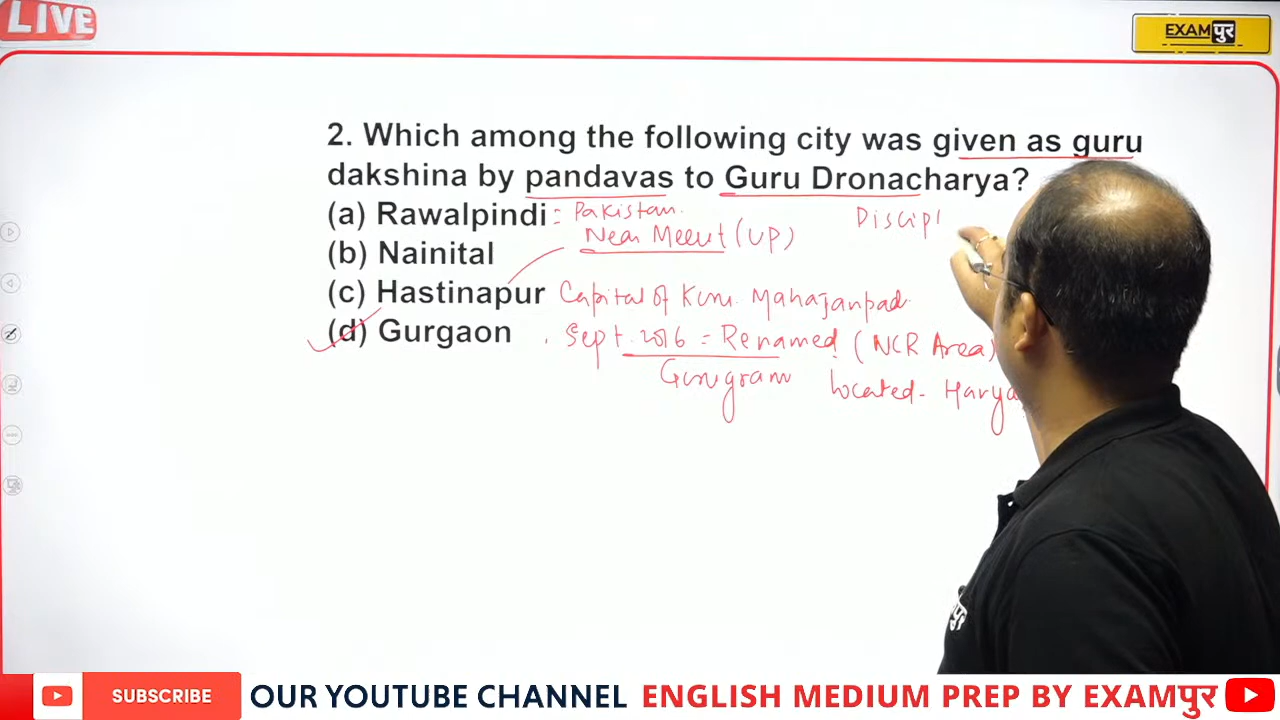 LIVE
EXAMपुर
2. Which among the following city was given as guru
dakshina by pandavas to Guru Dronacharya?
(a) Rawalpindi = Pakistan. Discipl
Near Meerut (UP)
(b) Nainital
(c) Hastinapur Capital of Kuru Mahajanpad
(d) Gurgaon . Sept. 2016 = Renamed (NCR Area)
Gurugram located - Harya
पुर
SUBSCRIBE
OUR YOUTUBE CHANNEL ENGLISH MEDIUM PREP BY EXAMपुर